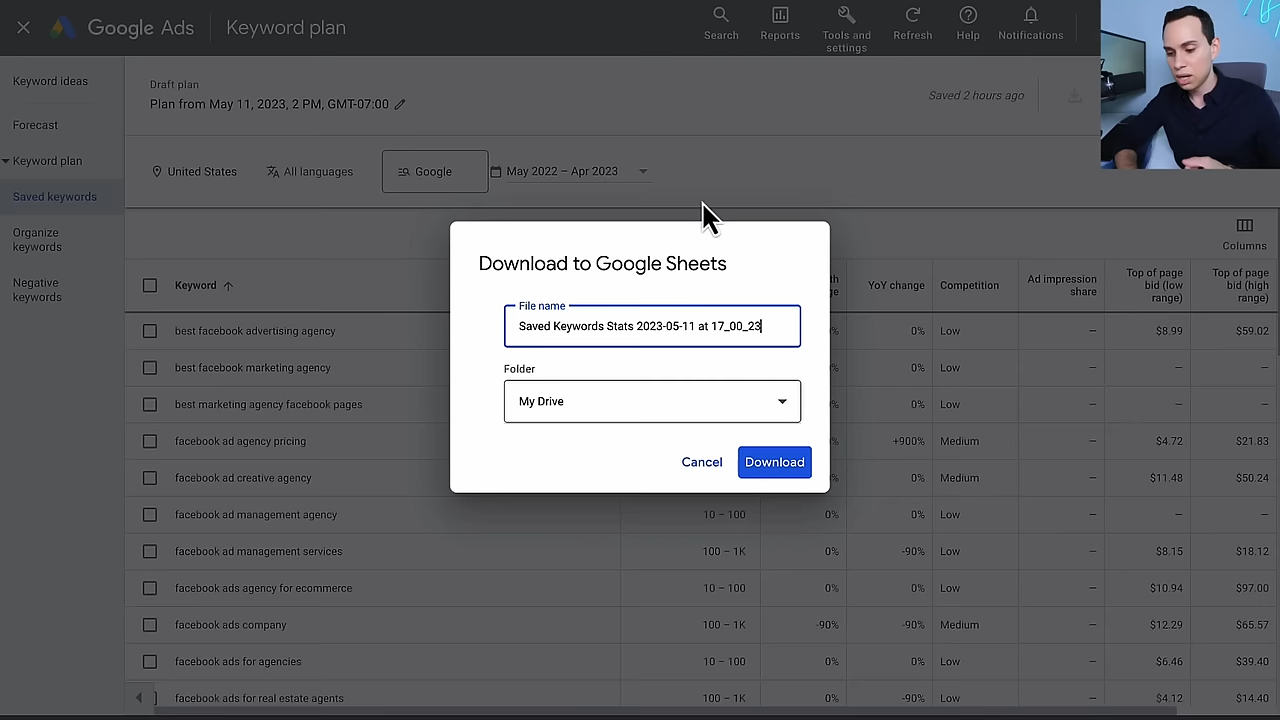 Google Ads
Keyword plan
Search
Reports
Tools and
settings
Refresh
Help
Notifications
Keyword ideas
Forecast
Keyword plan
Saved keywords
Organize
keywords
Negative
keywords
Draft plan
Plan from May 11, 2023, 2 PM, GMT-07:00
Saved 2 hours ago
United States
All languages
Google
May 2022 – Apr 2023
Columns
Download to Google Sheets
File name
Saved Keywords Stats 2023-05-11 at 17_00_23
Folder
My Drive
Cancel
Download
Keyword
YoY change
Competition
Ad impression
share
Top of page
bid (low
range)
Top of page
bid (high
range)
best facebook advertising agency 0% Low – $8.99 $59.02
best facebook marketing agency 0% Low – – –
best marketing agency facebook pages 0% Low – – –
facebook ad agency pricing +900% Medium – $4.72 $21.83
facebook ad creative agency 0% Medium – $11.48 $50.24
facebook ad management agency 10 – 100 0% 0% Low – – –
facebook ad management services 100 – 1K 0% -90% Low – $8.15 $18.12
facebook ads agency for ecommerce 10 – 100 0% 0% Low – $10.94 $97.00
facebook ads company 100 – 1K -90% -90% Medium – $12.29 $65.57
facebook ads for agencies 10 – 100 0% 0% Low – $6.46 $39.40
facebook ads for real estate agents 100 – 1K 0% -90% Low – $4.12 $14.40